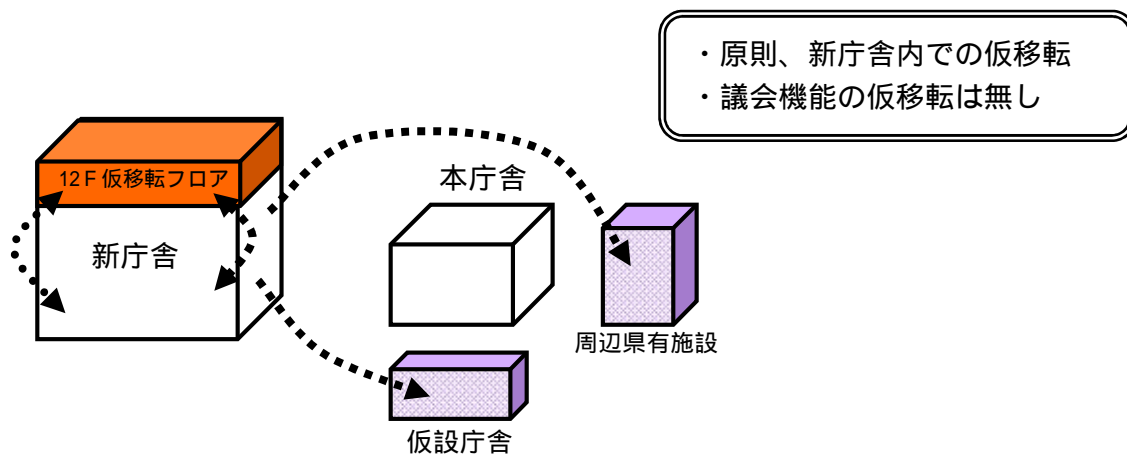 ・原則、新庁舎内での仮移転
・議会機能の仮移転は無し
12F仮移転フロア
本庁舎
新庁舎
周辺県有施設
仮設庁舎